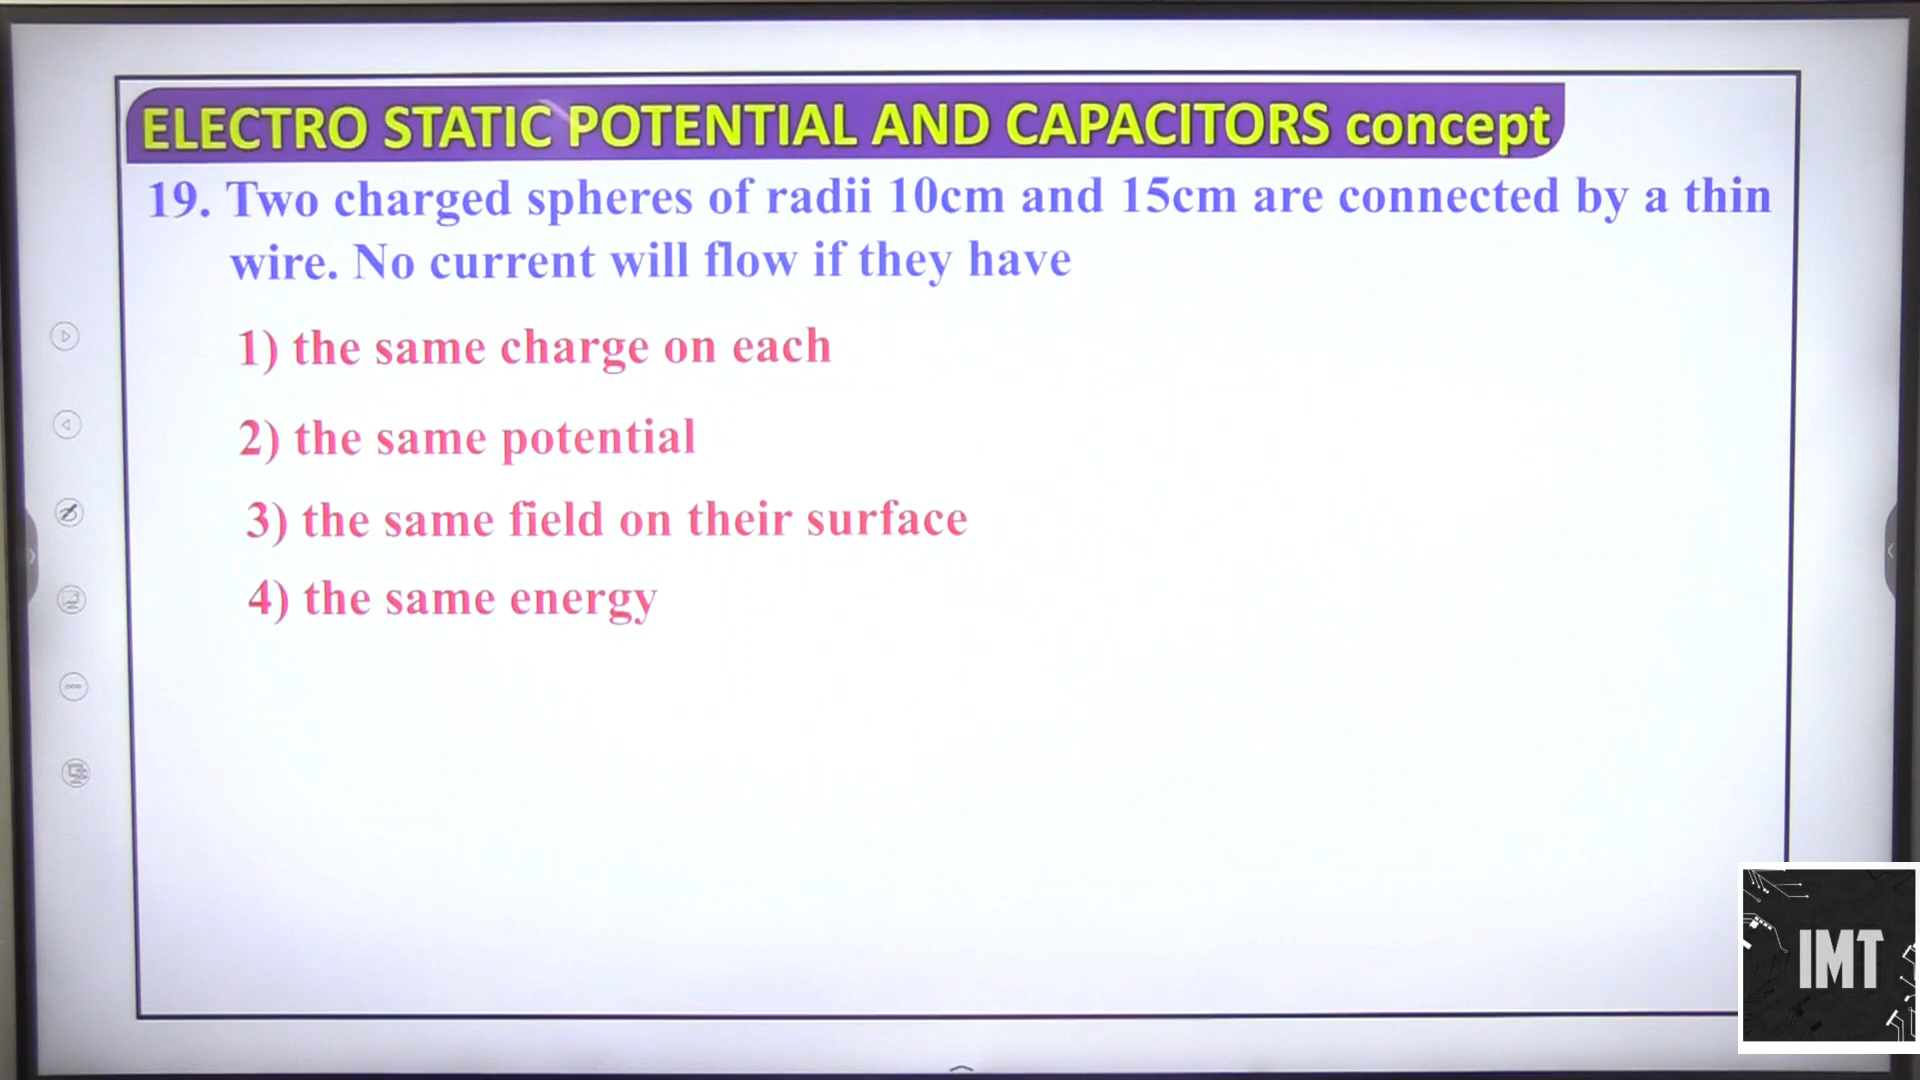 ELECTRO STATIC POTENTIAL AND CAPACITORS concept
19. Two charged spheres of radii 10cm and 15cm are connected by a thin
wire. No current will flow if they have
1) the same charge on each
2) the same potential
3) the same field on their surface
4) the same energy
IMT